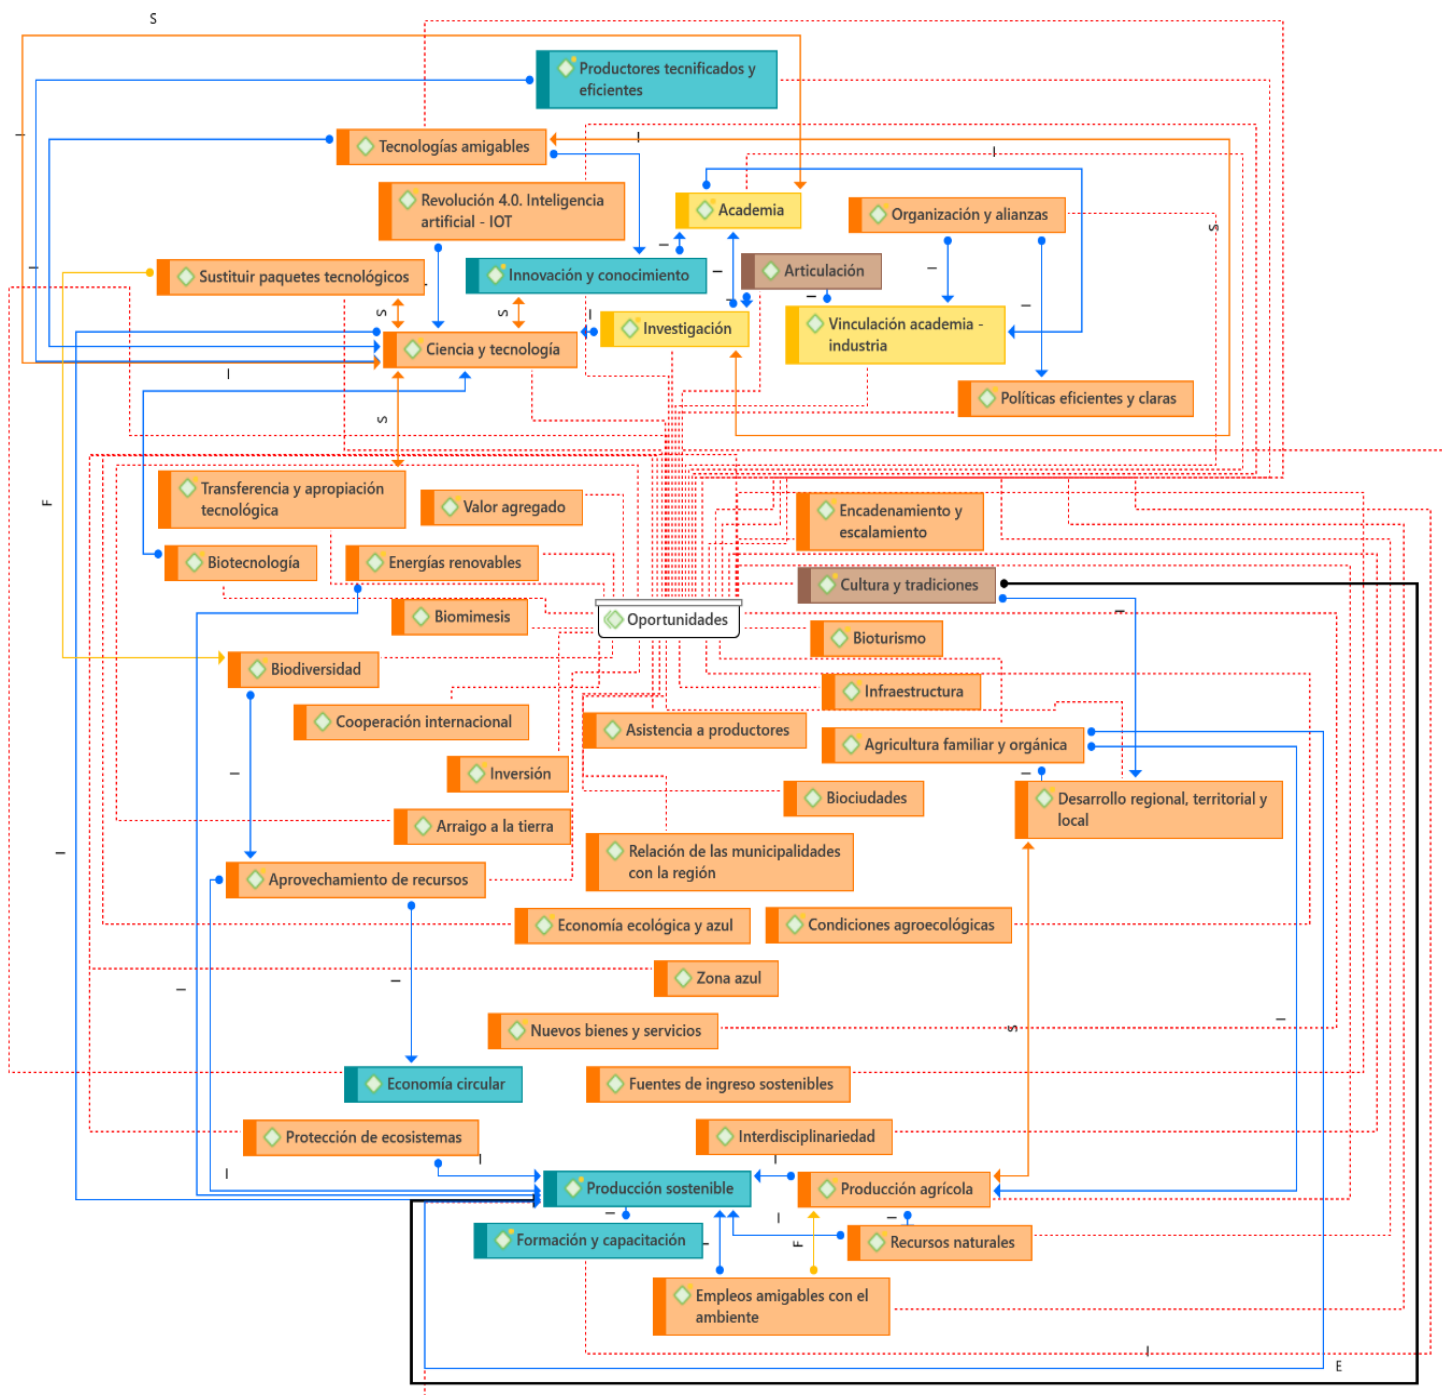 S
Productores tecnificados y
eficientes
I
Tecnologías amigables
I
I
Revolución 4.0. Inteligencia
artificial - IOT
Academia
Organización y alianzas
S
I
I
I
Articulación
Sustituir paquetes tecnológicos
I
Innovación y conocimiento
I
I
I
I
S
S
I
Investigación
Vinculación academia -
industria
Ciencia y tecnología
I
Políticas eficientes y claras
S
F
Transferencia y apropiación
tecnológica
Valor agregado
Encadenamiento y
escalamiento
Biotecnología
Energías renovables
Cultura y tradiciones
I
Biomimesis
Oportunidades
Bioturismo
Biodiversidad
Infraestructura
Cooperación internacional
Asistencia a productores
Agricultura familiar y orgánica
I
I
Inversión
Biociudades
Desarrollo regional, territorial y
local
Arraigo a la tierra
I
Relación de las municipalidades
con la región
Aprovechamiento de recursos
Economía ecológica y azul
Condiciones agroecológicas
I
I
Zona azul
I
S
Nuevos bienes y servicios
Economía circular
Fuentes de ingreso sostenibles
Protección de ecosistemas
Interdisciplinariedad
I
I
I
Producción sostenible
Producción agrícola
I
I
I
Formación y capacitación
I
F
Recursos naturales
Empleos amigables con el
ambiente
I
E